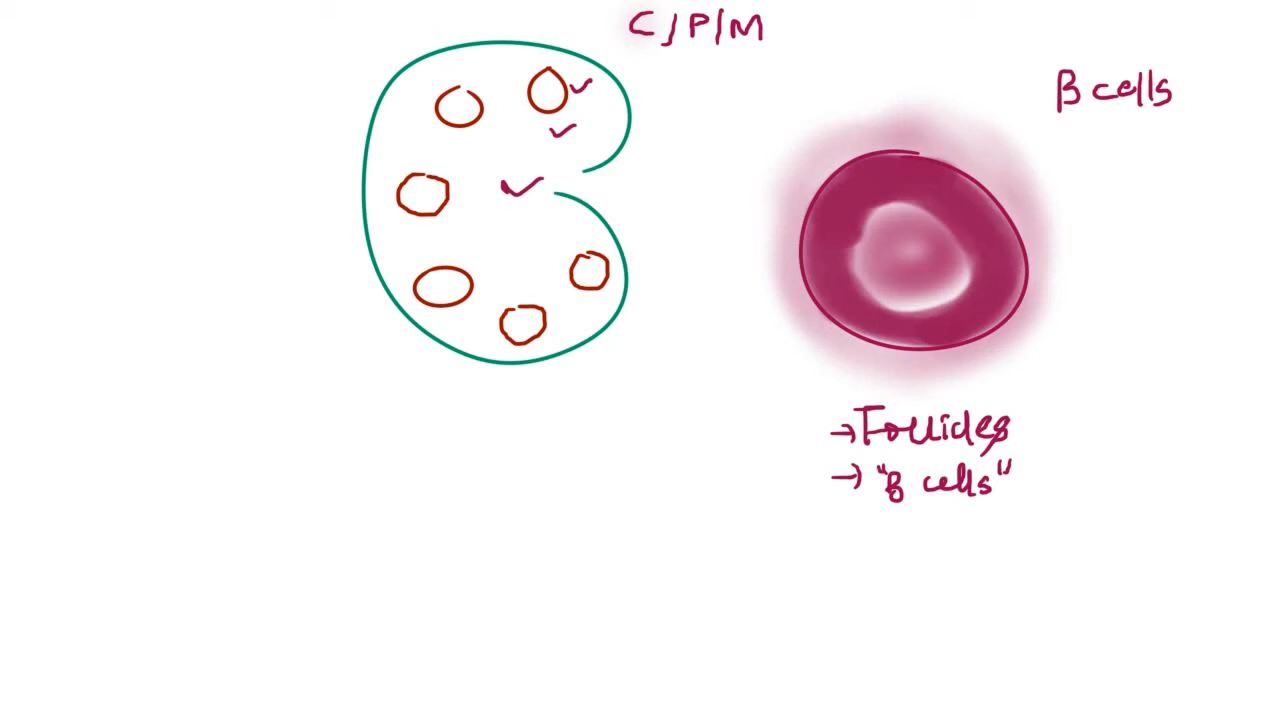 C/P/M
B cells
→ Follicles
→ "B cells"